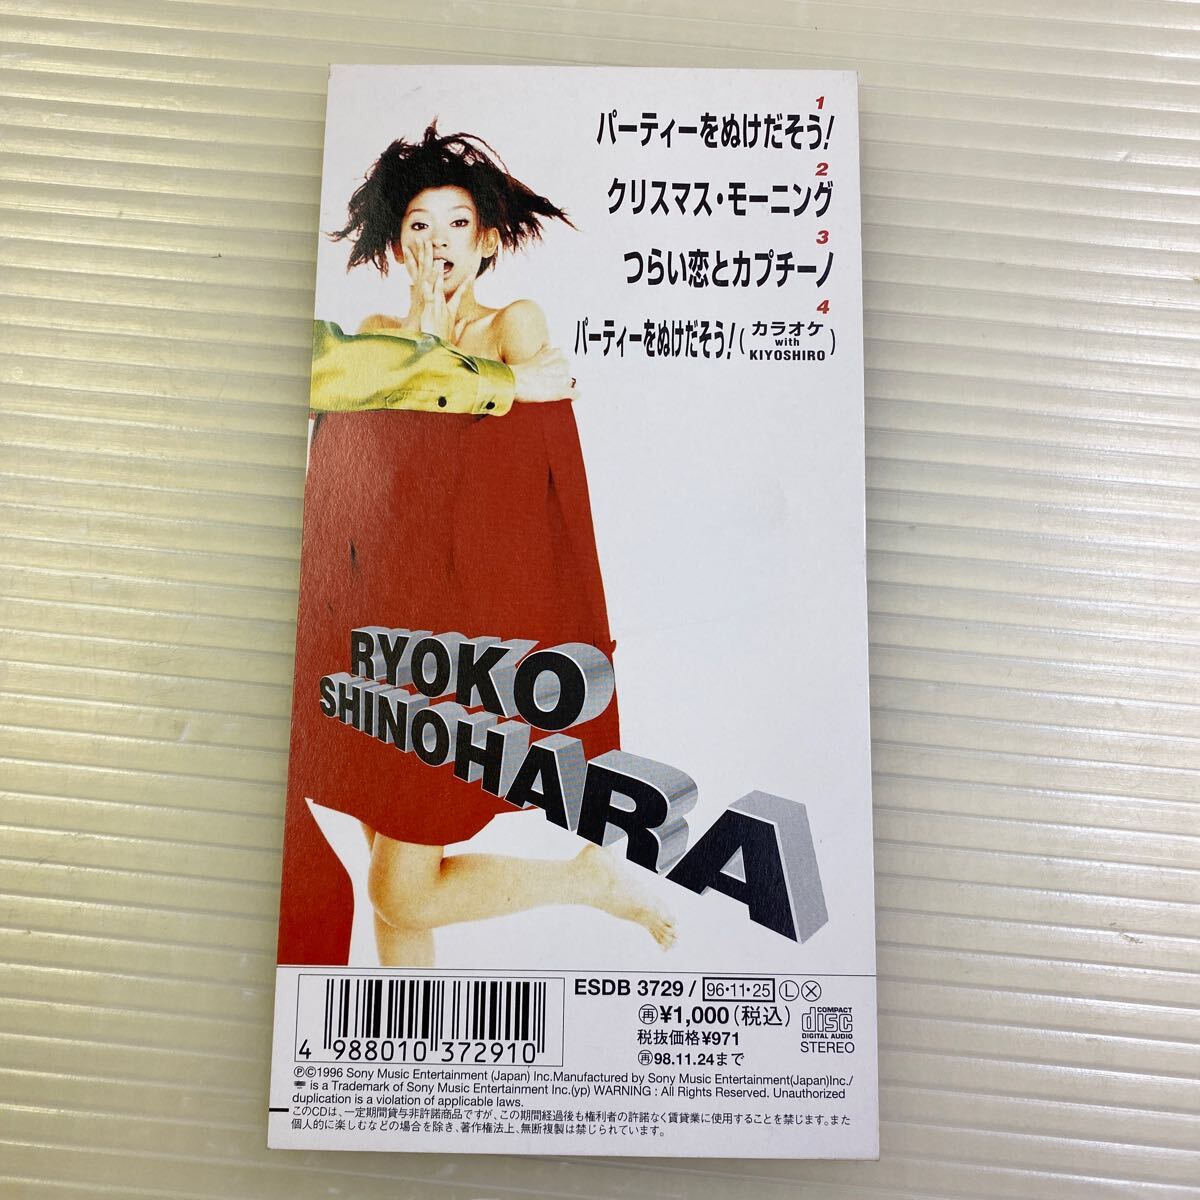 1
パーティーをぬけだそう!
2
クリスマス・モーニング
3
つらい恋とカプチーノ
4
パーティーをぬけだそう!(カラオケ with KIYOSHIRO)
RYOKO
SHINOHARA
ESDB 3729 / 96・11・25 Ⓛ Ⓧ
㊢¥1,000(税込)
税抜価格¥971
再98.11.24まで
COMPACT
disc
DIGITAL AUDIO
STEREO
4 988010 372910
Ⓟ©1996 Sony Music Entertainment (Japan) Inc.Manufactured by Sony Music Entertainment(Japan)Inc./
is a Trademark of Sony Music Entertainment Inc.(yp) WARNING : All Rights Reserved. Unauthorized
duplication is a violation of applicable laws.
このCDは、一定期間貸与非許諾商品ですが、この期間経過後も権利者の許諾なく賃貸業に使用することを禁じます。また
個人的に楽しむなどの場合を除き、著作権法上、無断複製は禁じられています。